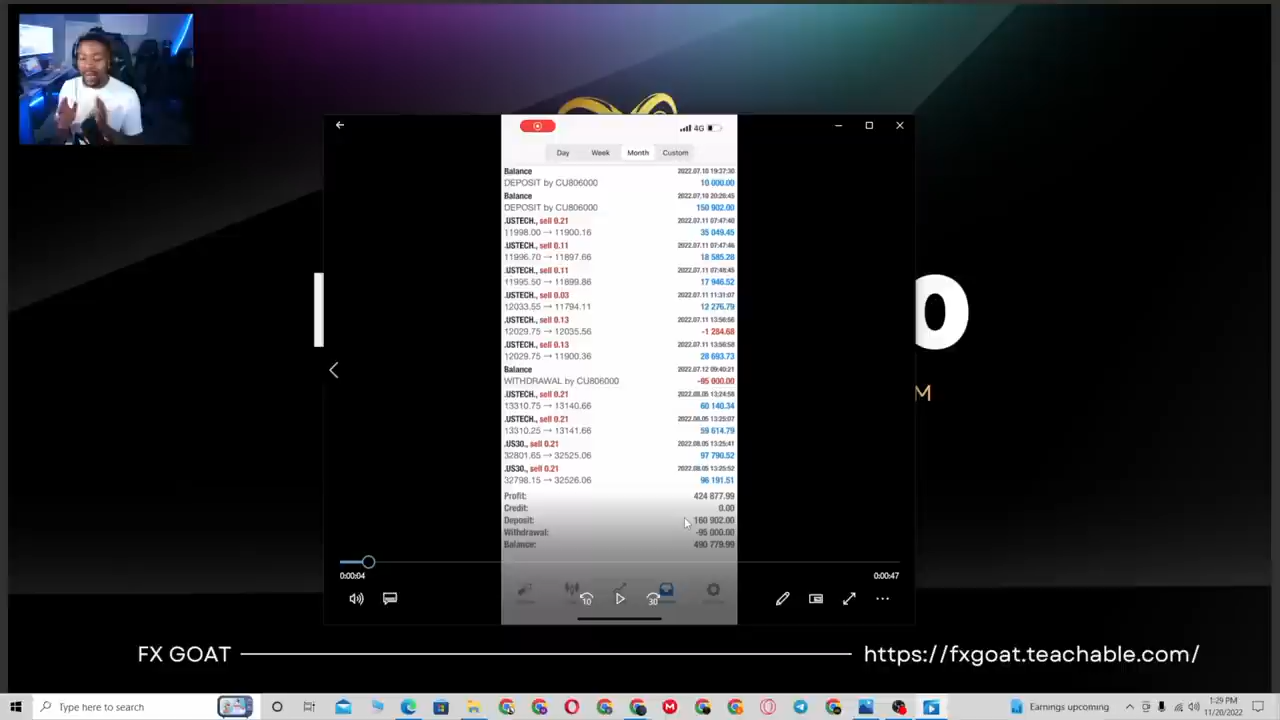 4G
Day Week Month Custom
Balance 2022.07.10 19:37:30
DEPOSIT by CU806000 10 000.00
Balance 2022.07.10 20:20:45
DEPOSIT by CU806000 150 902.00
.USTECH., sell 0.21 2022.07.11 07:47:40
11998.00 → 11900.16 35 049.45
.USTECH., sell 0.11 2022.07.11 07:47:46
11996.70 → 11897.66 18 585.28
.USTECH., sell 0.11 2022.07.11 07:48:45
11995.50 → 11899.86 17 946.52
.USTECH., sell 0.03 2022.07.11 11:31:07
12033.55 → 11794.11 12 276.79
.USTECH., sell 0.13 2022.07.11 13:56:56
12029.75 → 12035.56 -1 284.68
.USTECH., sell 0.13 2022.07.11 13:56:58
12029.75 → 11900.36 28 693.73
Balance 2022.07.12 09:40:21
WITHDRAWAL by CU806000 -95 000.00
.USTECH., sell 0.21 2022.08.05 13:24:56
13310.75 → 13140.66 60 140.34
.USTECH., sell 0.21 2022.08.05 13:25:07
13310.25 → 13141.66 59 614.79
.US30., sell 0.21 2022.08.05 13:25:41
32801.65 → 32525.06 97 790.52
.US30., sell 0.21 2022.08.05 13:25:52
32798.15 → 32526.06 96 191.51
Profit: 424 877.99
Credit: 0.00
Deposit: 160 902.00
Withdrawal: -95 000.00
Balance: 490 779.99
0:00:04 0:00:47
10 30
O
M
FX GOAT https://fxgoat.teachable.com/
Type here to search
Earnings upcoming
1:29 PM
11/20/2022